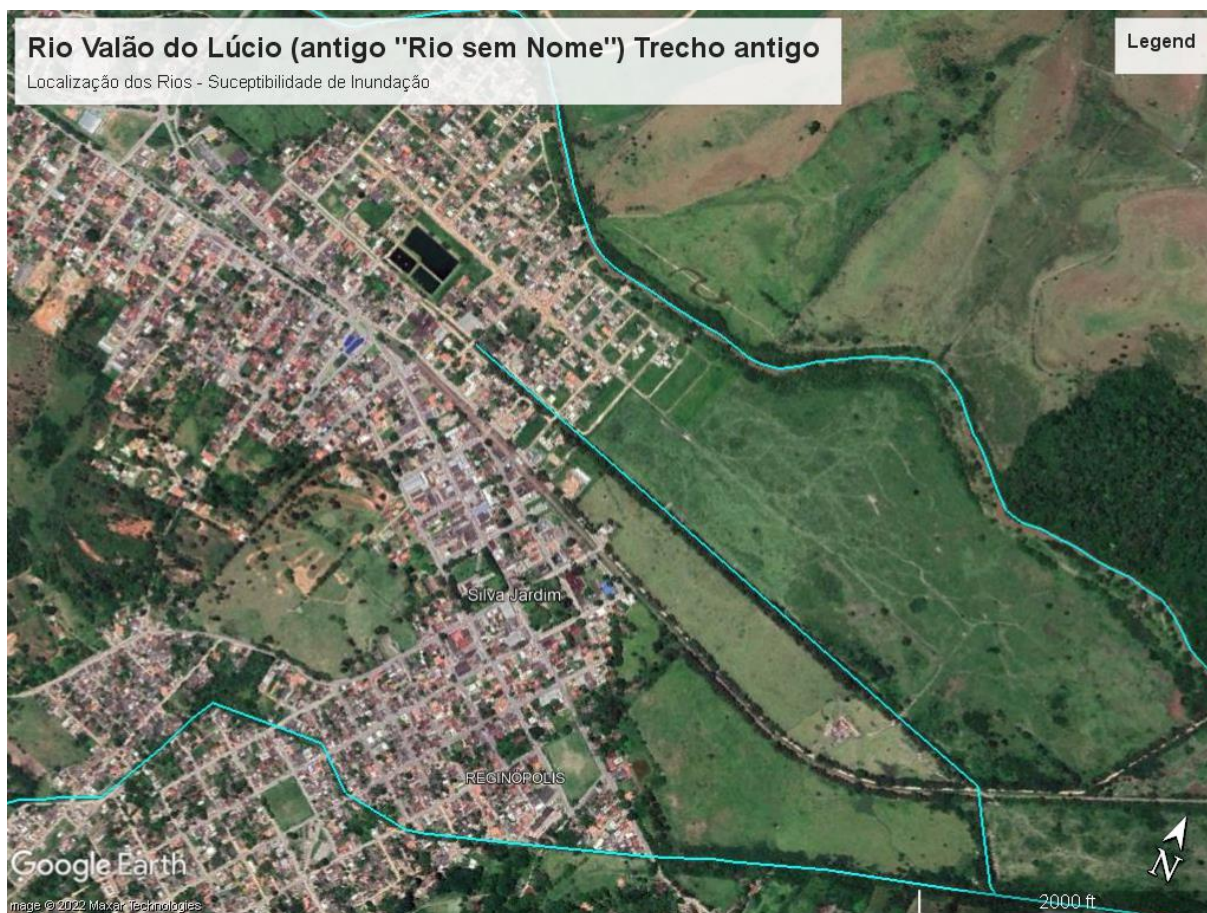 Rio Valão do Lúcio (antigo "Rio sem Nome") Trecho antigo
Localização dos Rios - Suceptibilidade de Inundação
Legend
Silva Jardim
REGINÓPOLIS
Google Earth
mage © 2022 Maxar Technologies
2000 ft
N